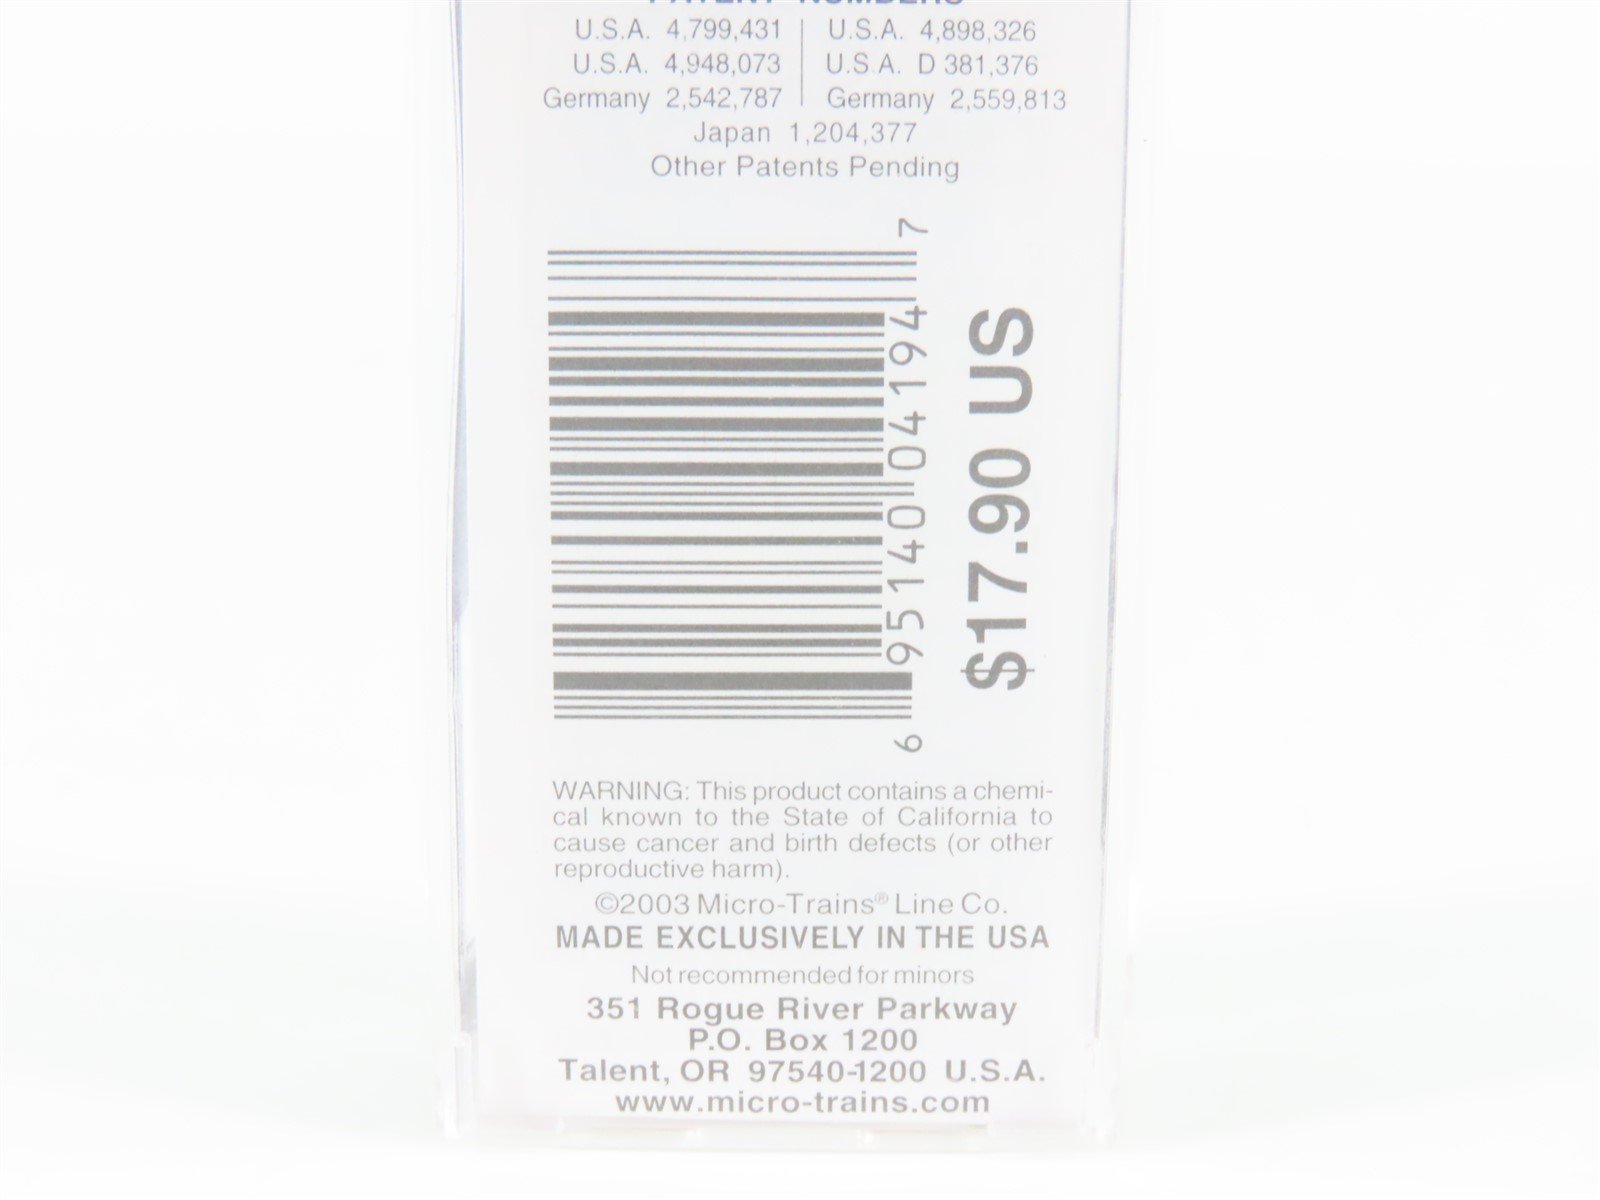 PATENT NUMBERS
U.S.A. 4,799,431 | U.S.A. 4,898,326
U.S.A. 4,948,073 | U.S.A. D 381,376
Germany 2,542,787 | Germany 2,559,813
Japan 1,204,377
Other Patents Pending
6 95140 04194 7
$17.90 US
WARNING: This product contains a chemi-
cal known to the State of California to
cause cancer and birth defects (or other
reproductive harm).
©2003 Micro-Trains® Line Co.
MADE EXCLUSIVELY IN THE USA
Not recommended for minors
351 Rogue River Parkway
P.O. Box 1200
Talent, OR 97540-1200 U.S.A.
www.micro-trains.com